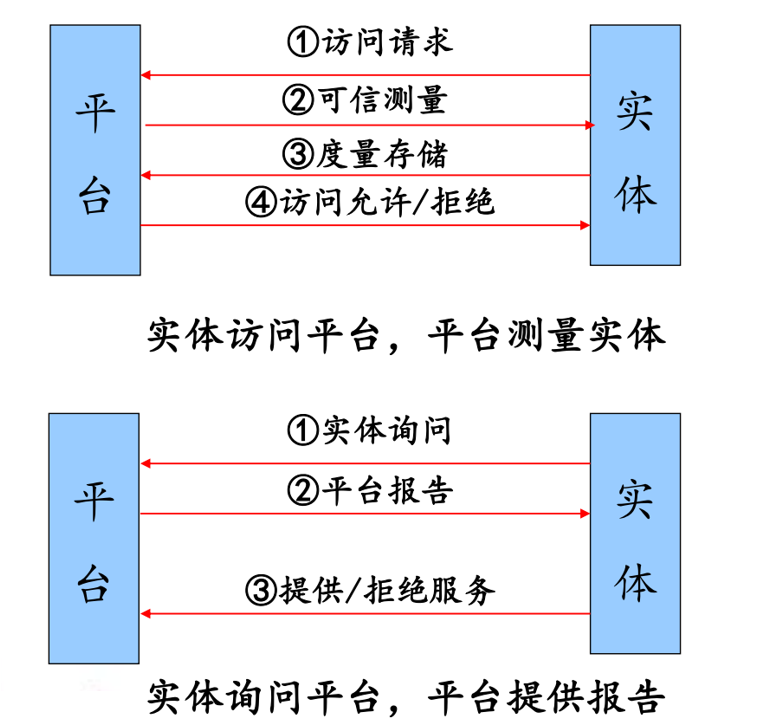 ①访问请求
②可信测量
③度量存储
④访问允许/拒绝
平台
实体
实体访问平台，平台测量实体
①实体询问
②平台报告
③提供/拒绝服务
平台
实体
实体询问平台，平台提供报告